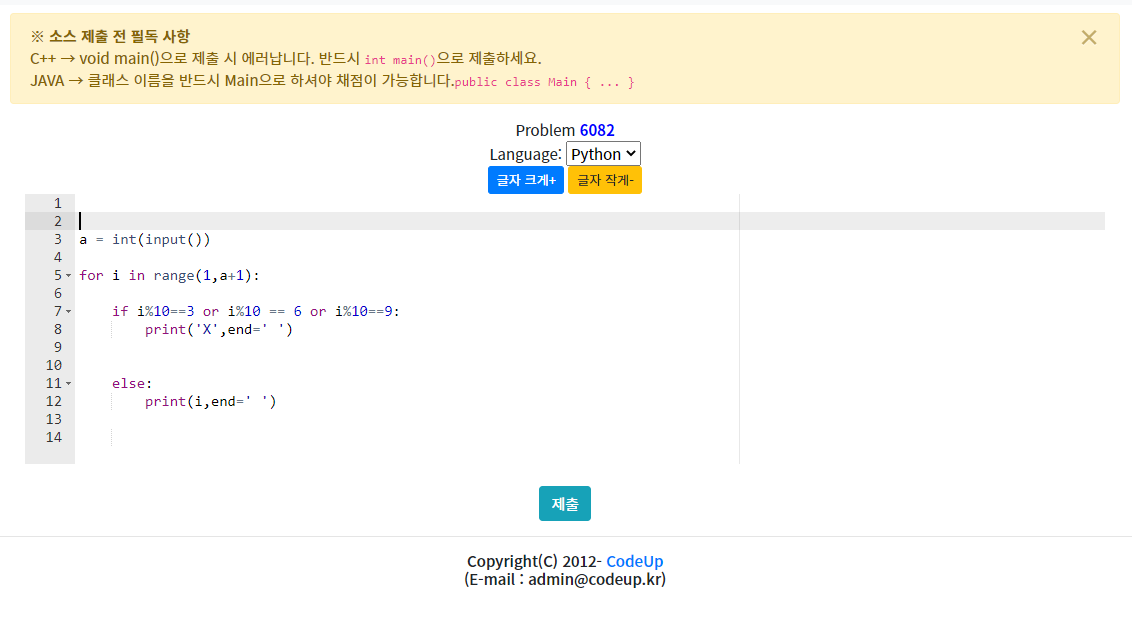 ※ 소스 제출 전 필독 사항
C++ → void main()으로 제출 시 에러납니다. 반드시 int main()으로 제출하세요.
JAVA → 클래스 이름을 반드시 Main으로 하셔야 채점이 가능합니다.public class Main { ... }
×
Problem 6082
Language: Python
글자 크게+ 글자 작게-
1
2
3 a = int(input())
4
5 for i in range(1,a+1):
6
7 if i%10==3 or i%10 == 6 or i%10==9:
8 print('X',end=' ')
9
10
11 else:
12 print(i,end=' ')
13
14
제출
Copyright(C) 2012- CodeUp
(E-mail : admin@codeup.kr)